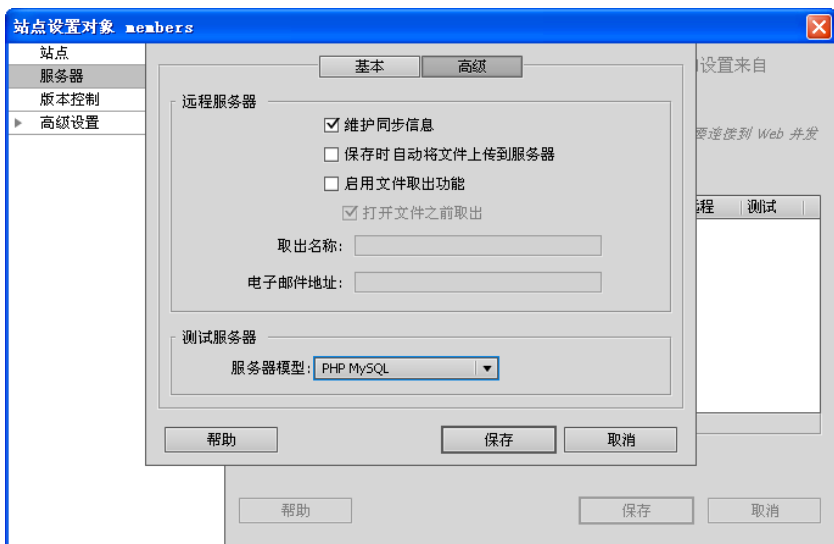 站点设置对象 members
站点
服务器
版本控制
高级设置
基本
高级
设置来自
远程服务器
维护同步信息
要连接到 Web 并发
保存时自动将文件上传到服务器
启用文件取出功能
打开文件之前取出
程
测试
取出名称:
电子邮件地址:
测试服务器
服务器模型:
PHP MySQL
帮助
保存
取消
帮助
保存
取消